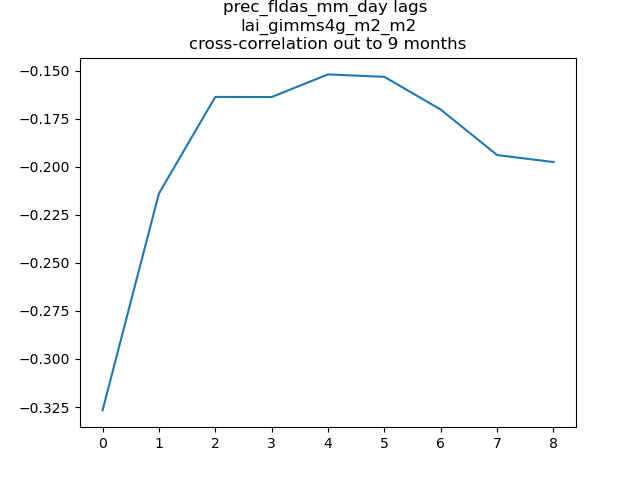 prec_fldas_mm_day lags
lai_gimms4g_m2_m2
cross-correlation out to 9 months
−0.150
−0.175
−0.200
−0.225
−0.250
−0.275
−0.300
−0.325
0 1 2 3 4 5 6 7 8